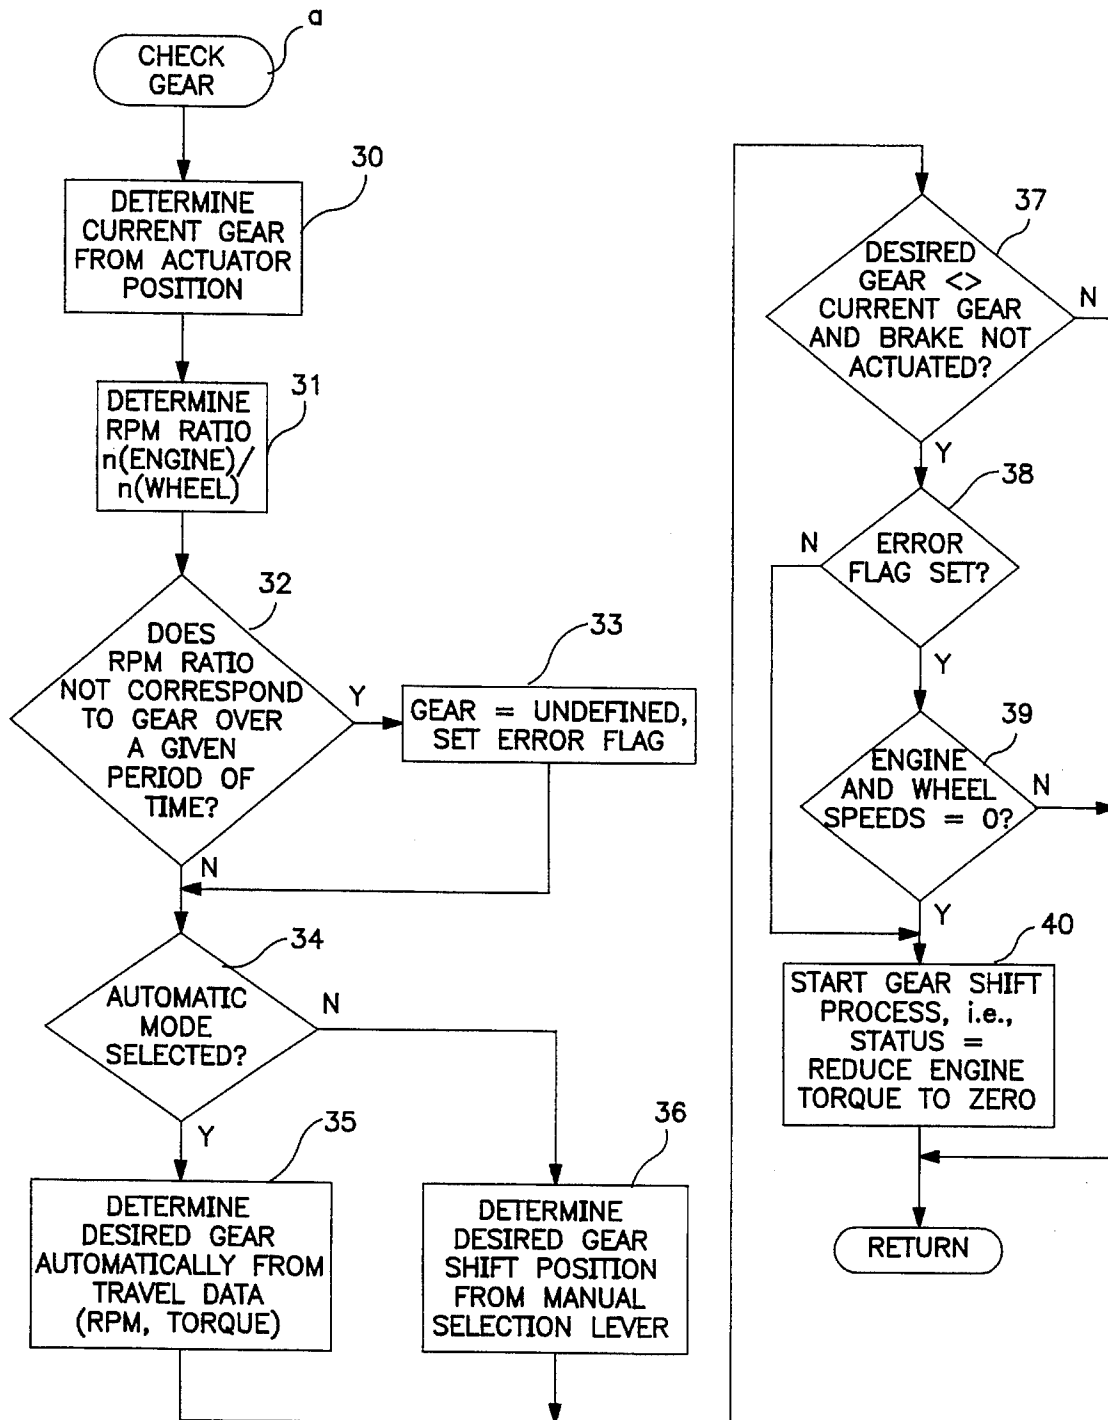 a
CHECK
GEAR
30
DETERMINE
CURRENT GEAR
FROM ACTUATOR
POSITION
31
DETERMINE
RPM RATIO
n(ENGINE)/
n(WHEEL)
32
DOES
RPM RATIO
NOT CORRESPOND
TO GEAR OVER
A GIVEN
PERIOD OF
TIME?
Y
33
GEAR = UNDEFINED,
SET ERROR FLAG
N
34
AUTOMATIC
MODE
SELECTED?
N
Y
35
DETERMINE
DESIRED GEAR
AUTOMATICALLY FROM
TRAVEL DATA
(RPM, TORQUE)
36
DETERMINE
DESIRED GEAR
SHIFT POSITION
FROM MANUAL
SELECTION LEVER
37
DESIRED
GEAR <>
CURRENT GEAR
AND BRAKE NOT
ACTUATED?
N
Y
38
N
ERROR
FLAG SET?
Y
39
ENGINE
AND WHEEL
SPEEDS = 0?
N
Y
40
START GEAR SHIFT
PROCESS, i.e.,
STATUS =
REDUCE ENGINE
TORQUE TO ZERO
RETURN